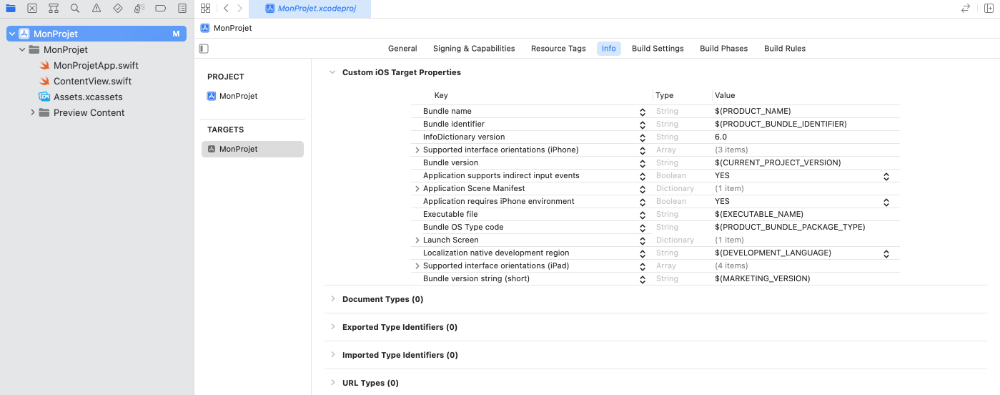 MonProjet.xcodeproj
MonProjet M
MonProjet
MonProjetApp.swift
ContentView.swift
Assets.xcassets
Preview Content
MonProjet
General Signing & Capabilities Resource Tags Info Build Settings Build Phases Build Rules
PROJECT
MonProjet
TARGETS
MonProjet
Custom iOS Target Properties
Key Type Value
Bundle name String $(PRODUCT_NAME)
Bundle identifier String $(PRODUCT_BUNDLE_IDENTIFIER)
InfoDictionary version String 6.0
Supported interface orientations (iPhone) Array (3 items)
Bundle version String $(CURRENT_PROJECT_VERSION)
Application supports indirect input events Boolean YES
Application Scene Manifest Dictionary (1 item)
Application requires iPhone environment Boolean YES
Executable file String $(EXECUTABLE_NAME)
Bundle OS Type code String $(PRODUCT_BUNDLE_PACKAGE_TYPE)
Launch Screen Dictionary (1 item)
Localization native development region String $(DEVELOPMENT_LANGUAGE)
Supported interface orientations (iPad) Array (4 items)
Bundle version string (short) String $(MARKETING_VERSION)
Document Types (0)
Exported Type Identifiers (0)
Imported Type Identifiers (0)
URL Types (0)